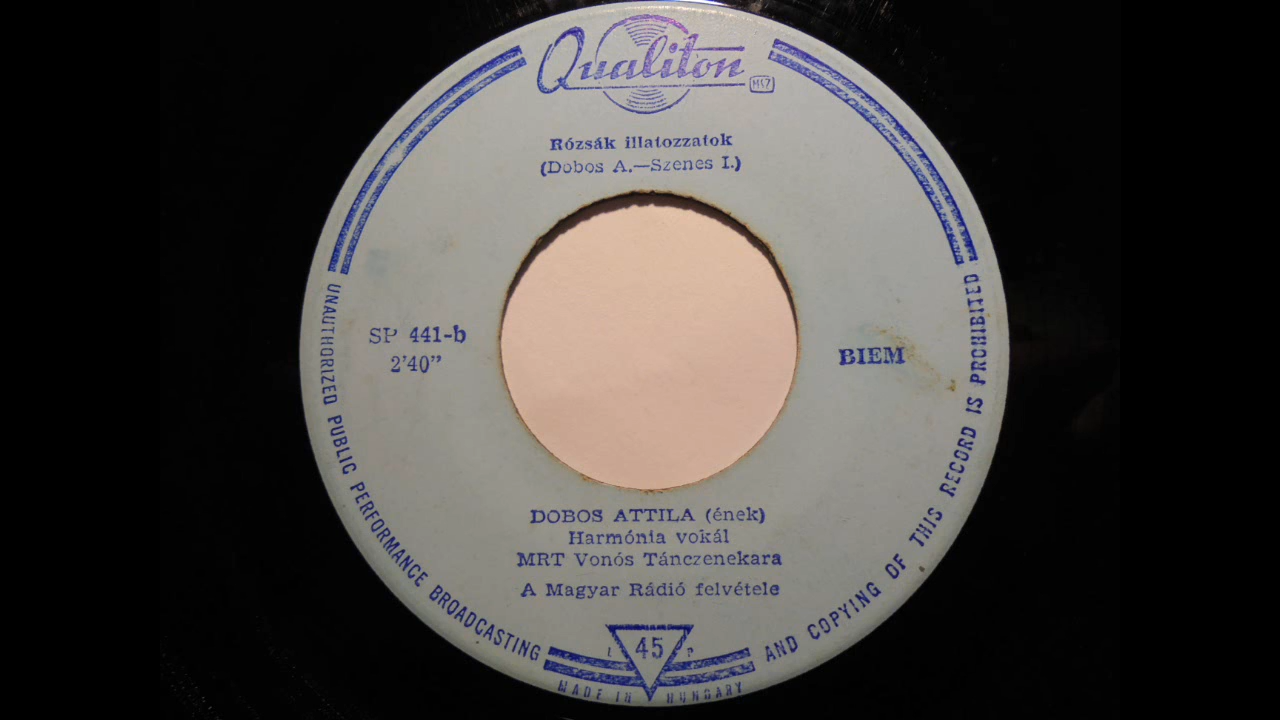 Qualiton
MSZ
Rózsák illatozzatok
(Dobos A.—Szenes I.)
SP 441-b
2'40"
BIEM
DOBOS ATTILA (ének)
Harmónia vokál
MRT Vonós Tánczenekara
A Magyar Rádió felvétele
L 45 P
UNAUTHORIZED PUBLIC PERFORMANCE BROADCASTING AND COPYING OF THIS RECORD IS PROHIBITED
MADE IN HUNGARY